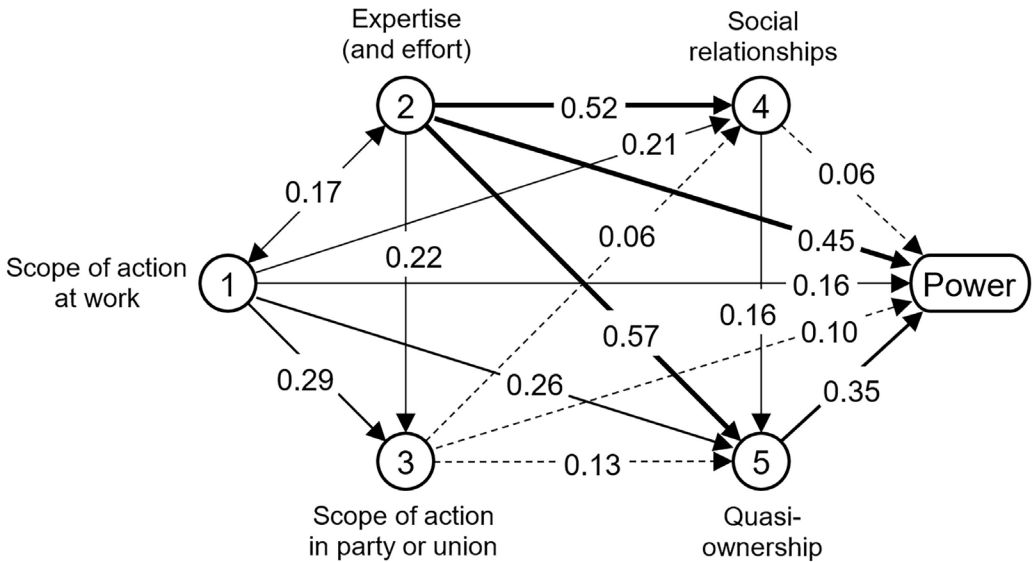 Expertise
(and effort)
Social
relationships
2
4
0.52
0.21
0.17
0.06
0.06
0.45
0.22
Scope of action
at work
1
0.16
Power
0.16
0.10
0.57
0.29
0.26
0.35
3
0.13
5
Scope of action
in party or union
Quasi-
ownership